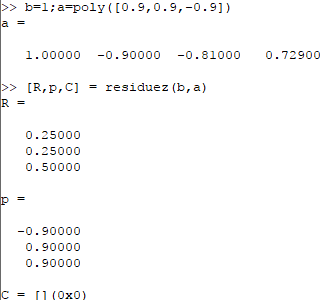 >> b=1;a=poly([0.9,0.9,-0.9])
a =
1.00000 -0.90000 -0.81000 0.72900
>> [R,p,C] = residuez(b,a)
R =
0.25000
0.25000
0.50000
p =
-0.90000
0.90000
0.90000
C = [](0x0)